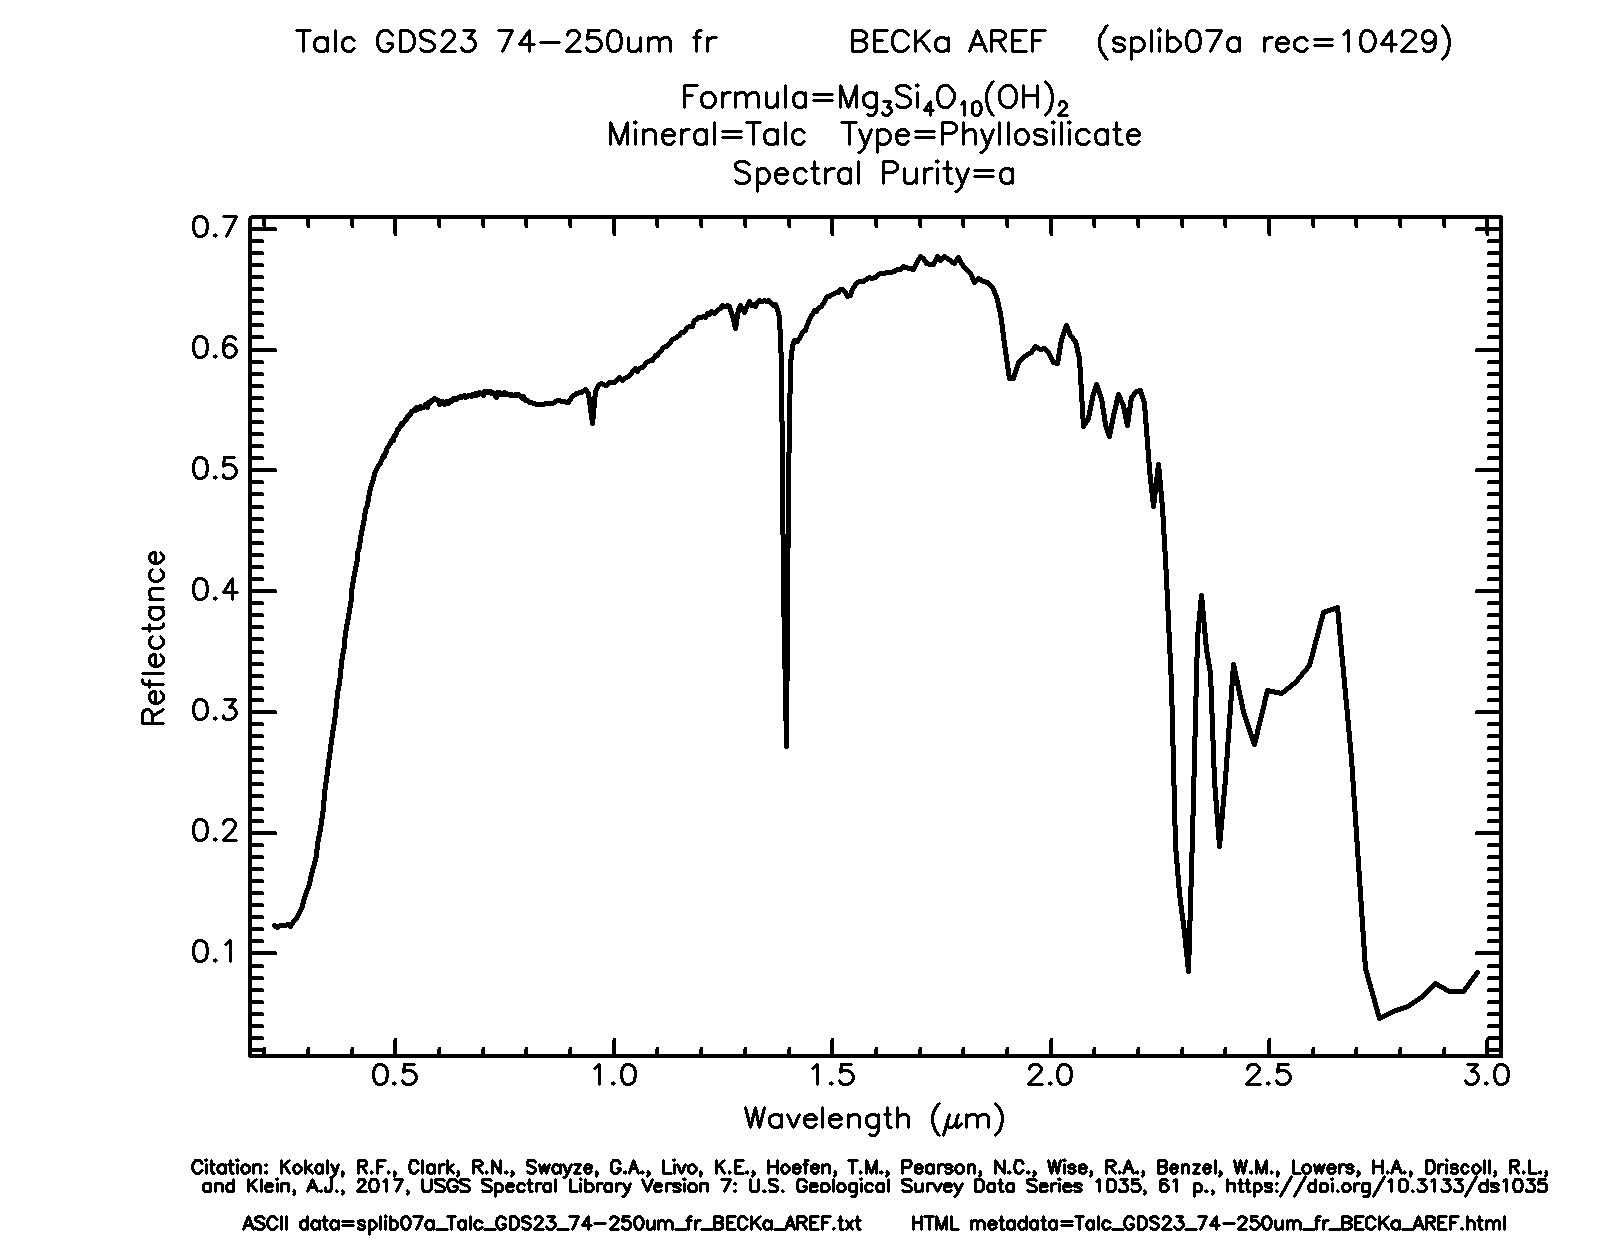 Talc GDS23 74-250um fr BECKa AREF (splib07a rec=10429)
Formula=Mg₃Si₄O₁₀(OH)₂
Mineral=Talc Type=Phyllosilicate
Spectral Purity=a
0.7
0.6
0.5
0.4
0.3
0.2
0.1
Reflectance
0.5 1.0 1.5 2.0 2.5 3.0
Wavelength (μm)
Citation: Kokaly, R.F., Clark, R.N., Swayze, G.A., Livo, K.E., Hoefen, T.M., Pearson, N.C., Wise, R.A., Benzel, W.M., Lowers, H.A., Driscoll, R.L.,
and Klein, A.J., 2017, USGS Spectral Library Version 7: U.S. Geological Survey Data Series 1035, 61 p., https://doi.org/10.3133/ds1035
ASCII data=splib07a_Talc_GDS23_74-250um_fr_BECKa_AREF.txt HTML metadata=Talc_GDS23_74-250um_fr_BECKa_AREF.html